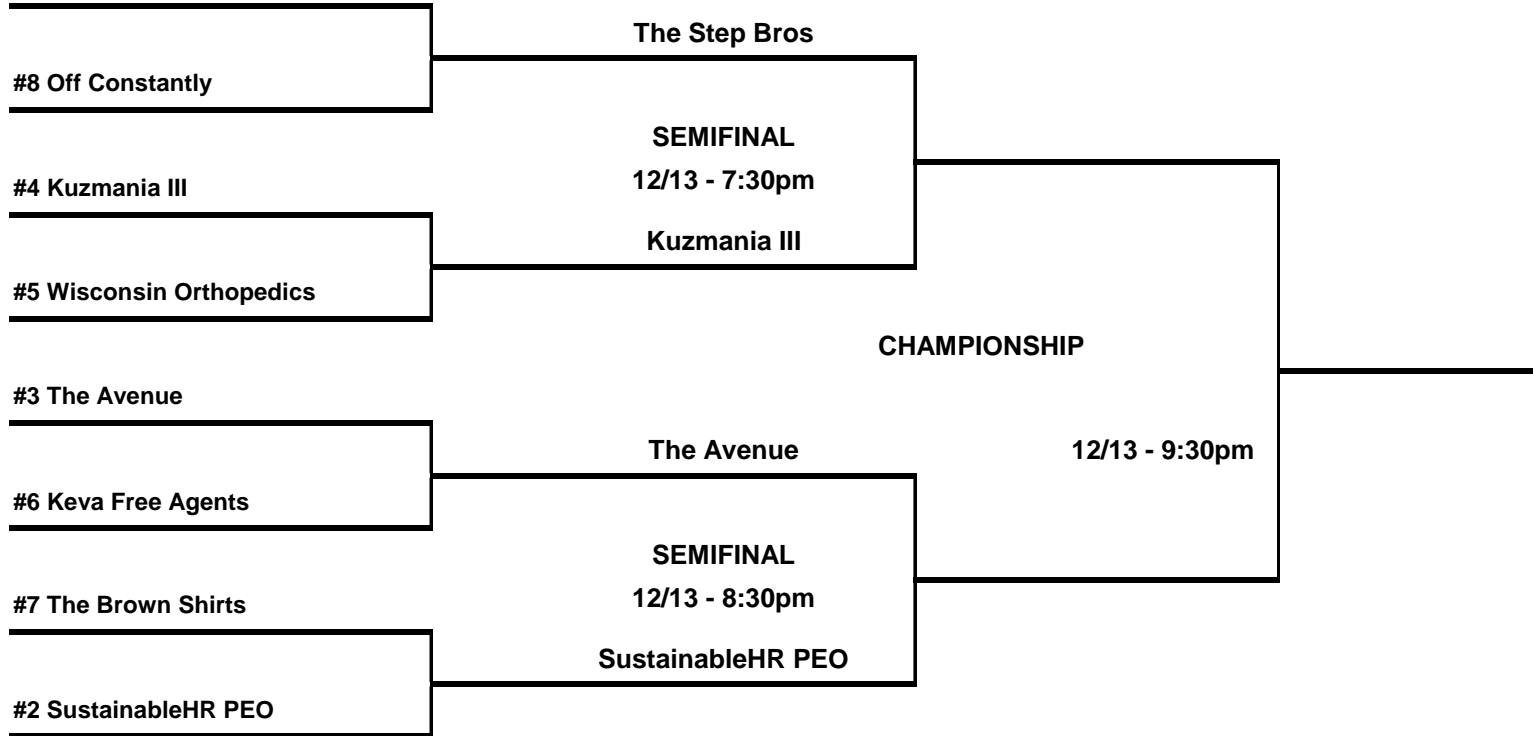 The Step Bros
#8 Off Constantly
SEMIFINAL
12/13 - 7:30pm
#4 Kuzmania III
Kuzmania III
#5 Wisconsin Orthopedics
CHAMPIONSHIP
#3 The Avenue
The Avenue
12/13 - 9:30pm
#6 Keva Free Agents
SEMIFINAL
12/13 - 8:30pm
#7 The Brown Shirts
SustainableHR PEO
#2 SustainableHR PEO